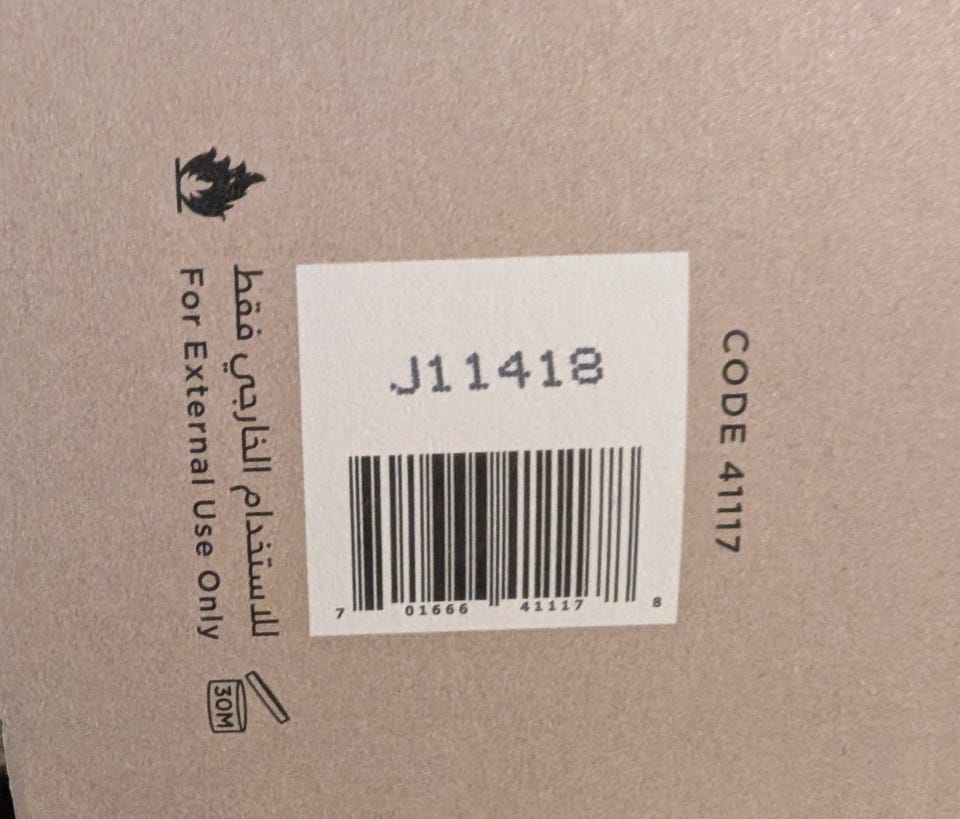 CODE 41117
J11418
7 01666 41117 8
للاستخدام الخارجي فقط
For External Use Only
30M